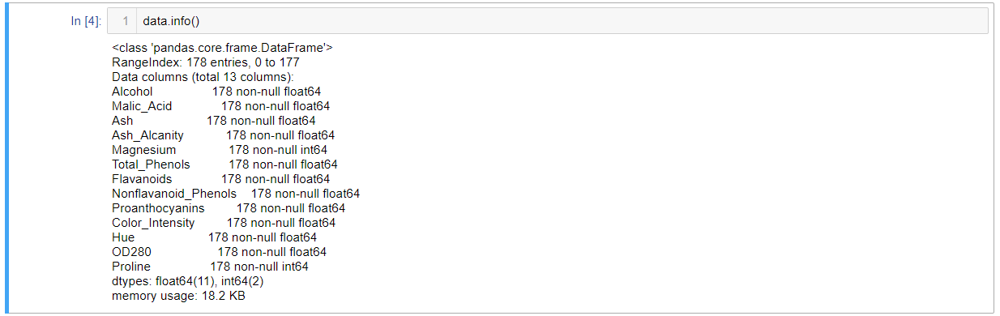 In [4]: 1 data.info()
<class 'pandas.core.frame.DataFrame'>
RangeIndex: 178 entries, 0 to 177
Data columns (total 13 columns):
Alcohol 178 non-null float64
Malic_Acid 178 non-null float64
Ash 178 non-null float64
Ash_Alcanity 178 non-null float64
Magnesium 178 non-null int64
Total_Phenols 178 non-null float64
Flavanoids 178 non-null float64
Nonflavanoid_Phenols 178 non-null float64
Proanthocyanins 178 non-null float64
Color_Intensity 178 non-null float64
Hue 178 non-null float64
OD280 178 non-null float64
Proline 178 non-null int64
dtypes: float64(11), int64(2)
memory usage: 18.2 KB